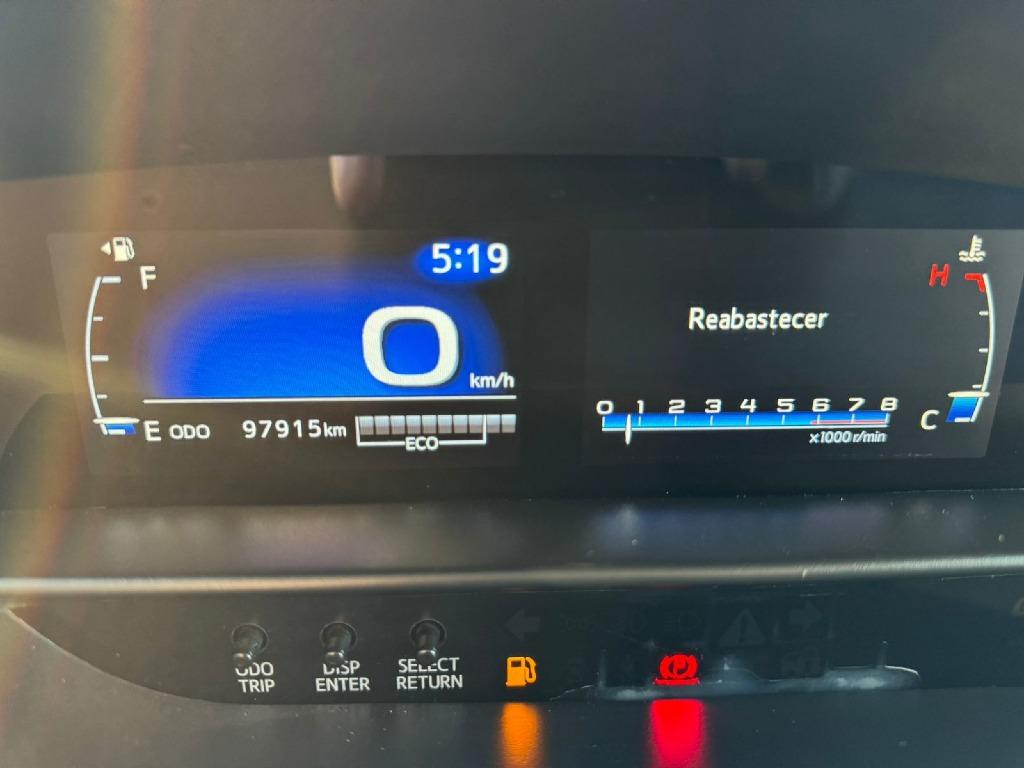 5:19
F
0
km/h
E ODO 97915km
ECO
H
Reabastecer
0 1 2 3 4 5 6 7 8
x1000 r/min
C
ODO
TRIP
DISP
ENTER
SELECT
RETURN
P